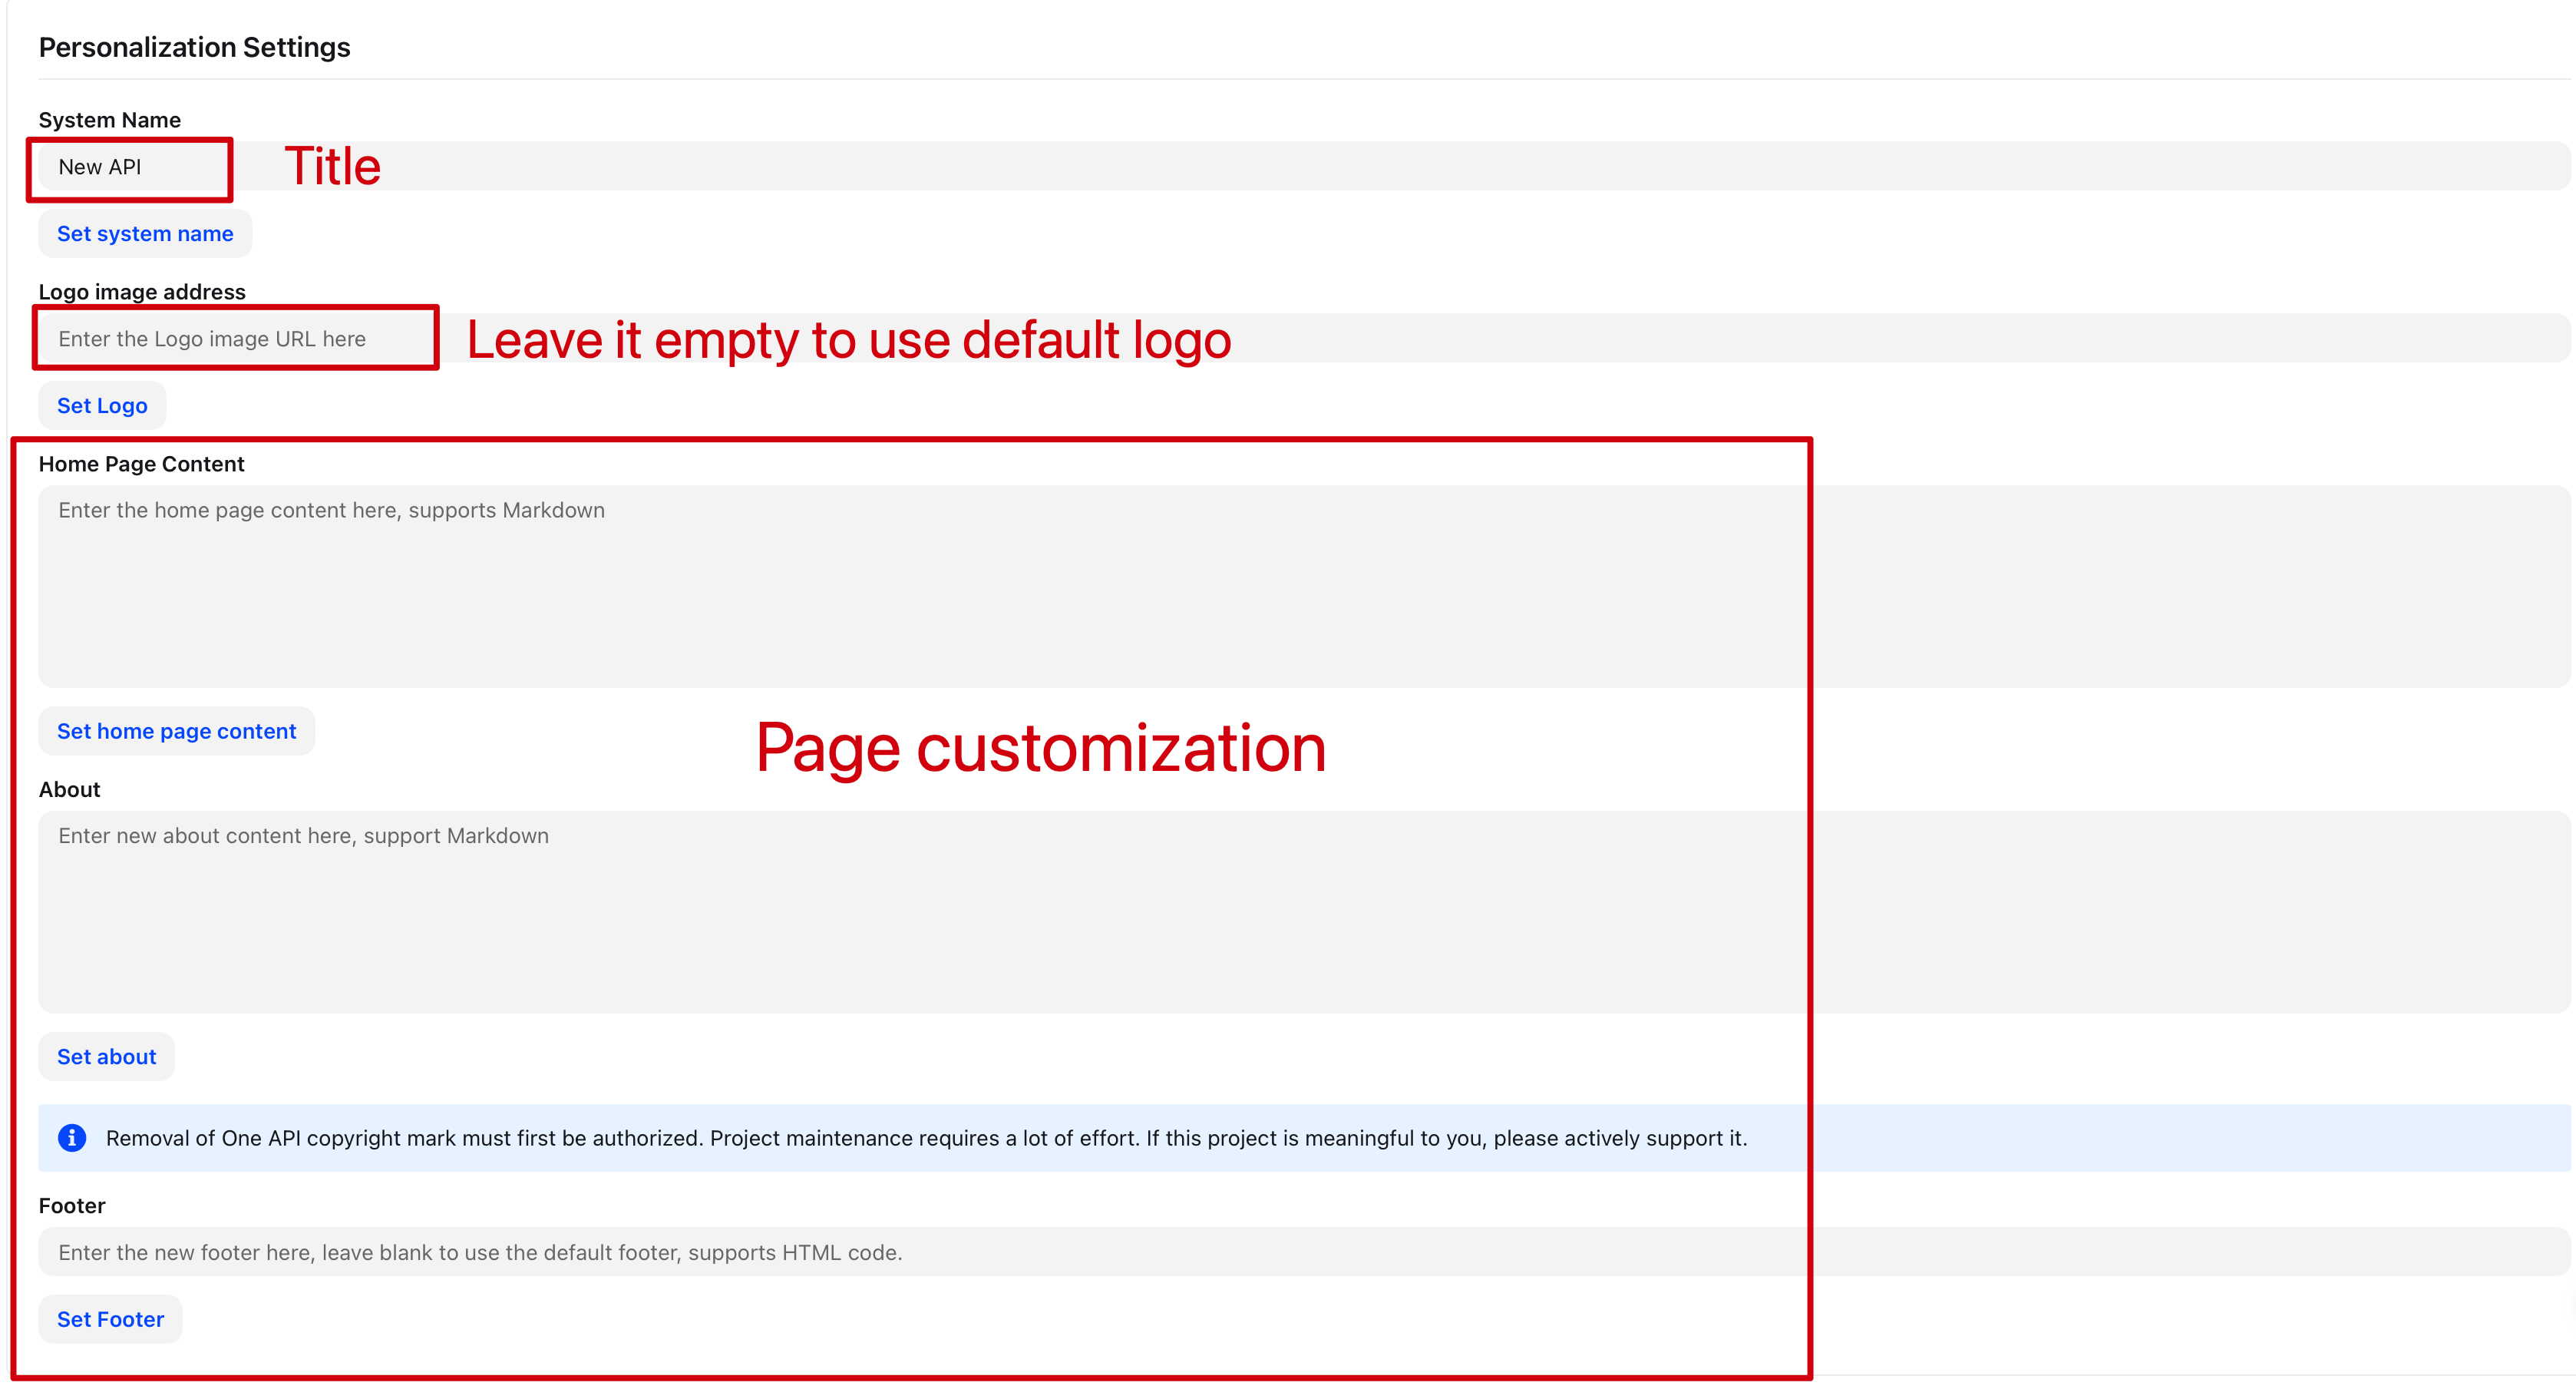 Personalization Settings
System Name
New API
Title
Set system name
Logo image address
Enter the Logo image URL here
Leave it empty to use default logo
Set Logo
Home Page Content
Enter the home page content here, supports Markdown
Set home page content
Page customization
About
Enter new about content here, support Markdown
Set about
Removal of One API copyright mark must first be authorized. Project maintenance requires a lot of effort. If this project is meaningful to you, please actively support it.
Footer
Enter the new footer here, leave blank to use the default footer, supports HTML code.
Set Footer